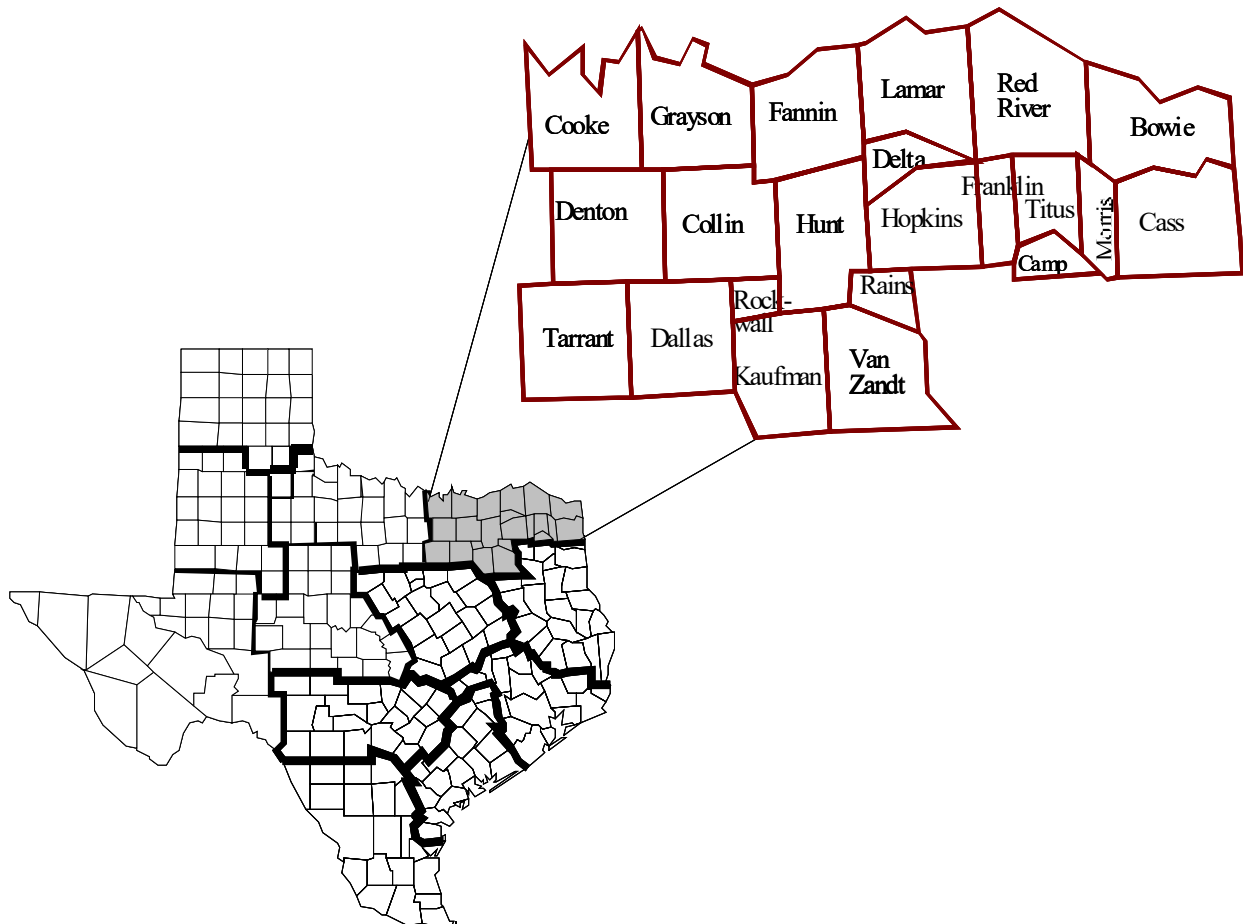 Cooke
Grayson
Fannin
Lamar
Red
River
Bowie
Delta
Denton
Collin
Hunt
Hopkins
Franklin
Titus
Morris
Cass
Camp
Tarrant
Dallas
Rock-
wall
Rains
Kaufman
Van
Zandt